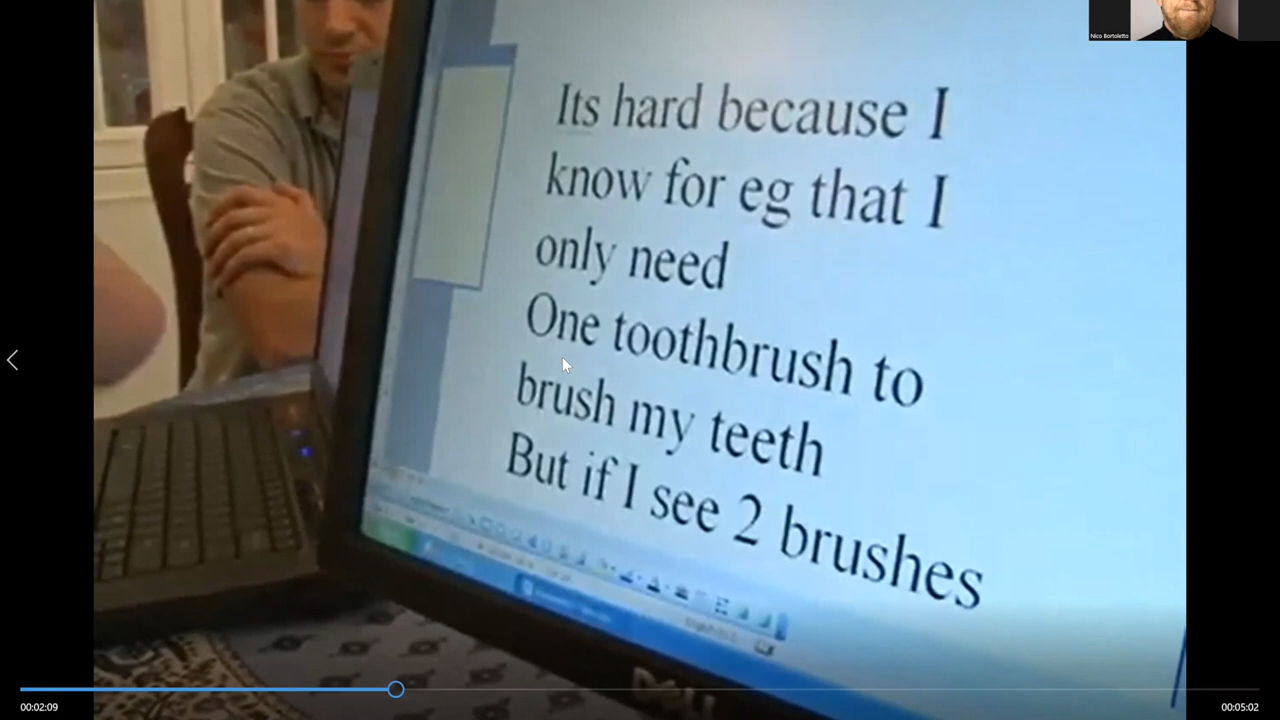 Nico Bortoletto
Its hard because I
know for eg that I
only need
One toothbrush to
brush my teeth
But if I see 2 brushes
DELL
00:02:09
00:05:02